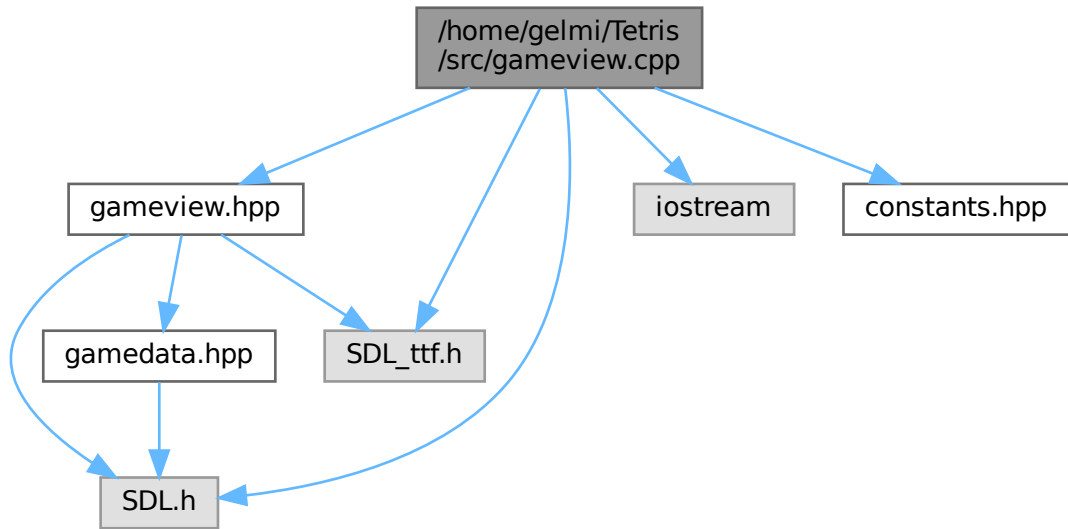 /home/gelmi/Tetris
/src/gameview.cpp
gameview.hpp
iostream
constants.hpp
gamedata.hpp
SDL_ttf.h
SDL.h